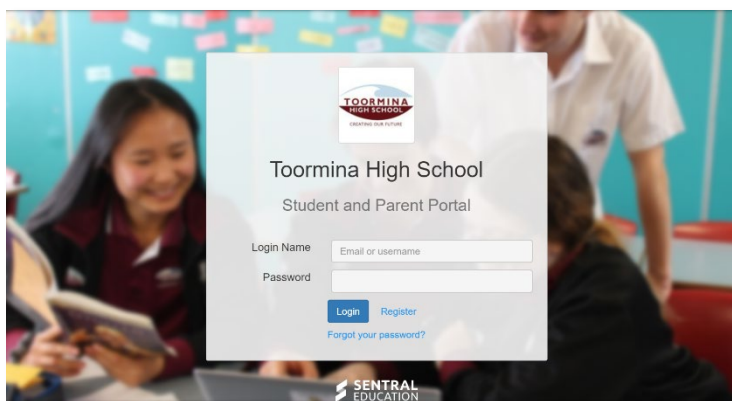 TOORMINA
HIGH SCHOOL
CREATING OUR FUTURE
Toormina High School
Student and Parent Portal
Login Name
Email or username
Password
Login
Register
Forgot your password?
SENTRAL
EDUCATION